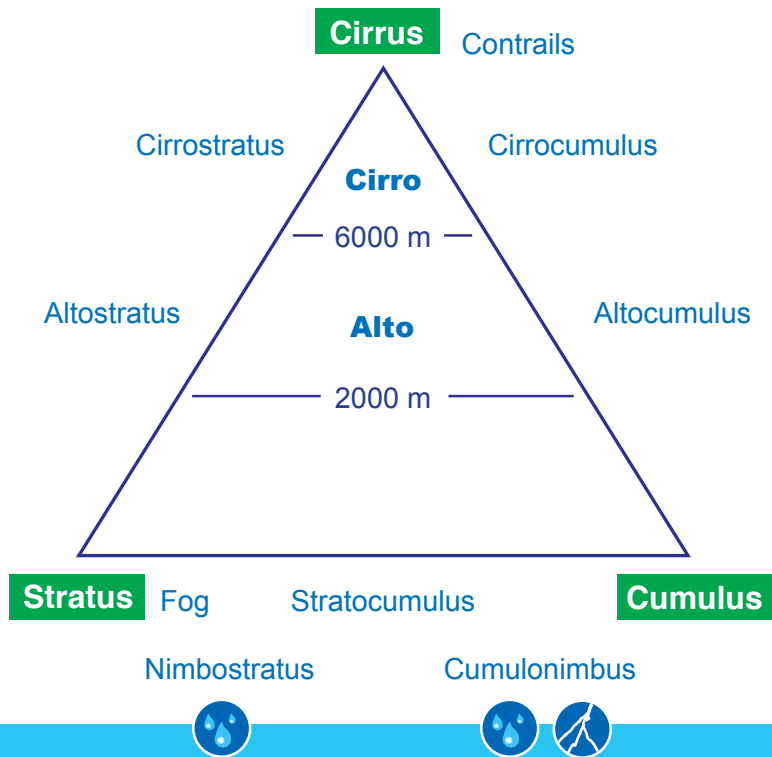 Cirrus Contrails
Cirrostratus Cirrocumulus
Cirro
6000 m
Altostratus Altocumulus
Alto
2000 m
Stratus Fog Stratocumulus Cumulus
Nimbostratus Cumulonimbus